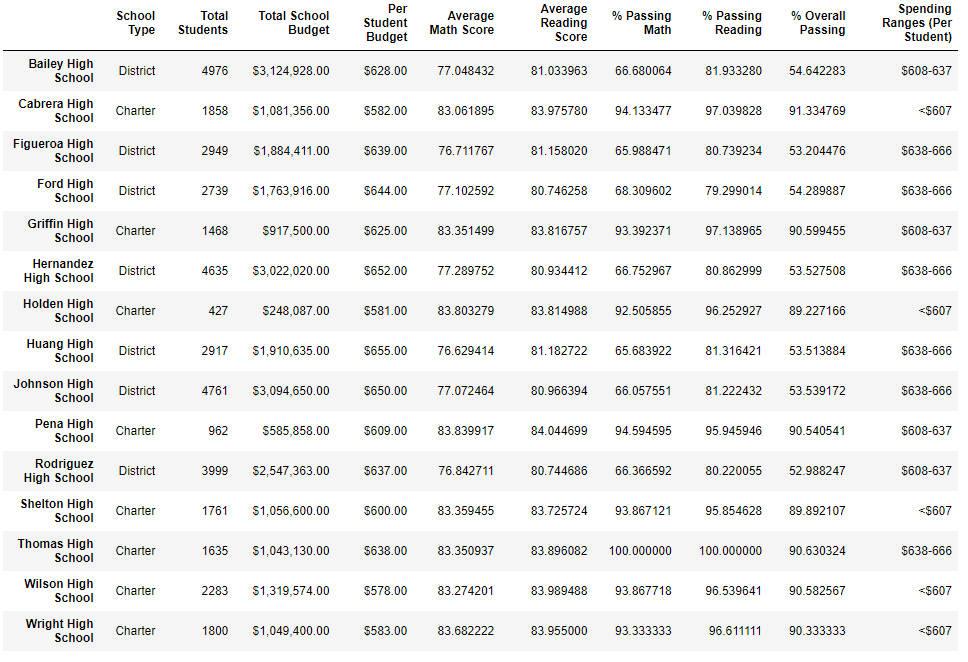 School Type Total Students Total School Budget Per Student Budget Average Math Score Average Reading Score % Passing Math % Passing Reading % Overall Passing Spending Ranges (Per Student)
Bailey High School District 4976 $3,124,928.00 $628.00 77.048432 81.033963 66.680064 81.933280 54.642283 $608-637
Cabrera High School Charter 1858 $1,081,356.00 $582.00 83.061895 83.975780 94.133477 97.039828 91.334769 <$607
Figueroa High School District 2949 $1,884,411.00 $639.00 76.711767 81.158020 65.988471 80.739234 53.204476 $638-666
Ford High School District 2739 $1,763,916.00 $644.00 77.102592 80.746258 68.309602 79.299014 54.289887 $638-666
Griffin High School Charter 1468 $917,500.00 $625.00 83.351499 83.816757 93.392371 97.138965 90.599455 $608-637
Hernandez High School District 4635 $3,022,020.00 $652.00 77.289752 80.934412 66.752967 80.862999 53.527508 $638-666
Holden High School Charter 427 $248,087.00 $581.00 83.803279 83.814988 92.505855 96.252927 89.227166 <$607
Huang High School District 2917 $1,910,635.00 $655.00 76.629414 81.182722 65.683922 81.316421 53.513884 $638-666
Johnson High School District 4761 $3,094,650.00 $650.00 77.072464 80.966394 66.057551 81.222432 53.539172 $638-666
Pena High School Charter 962 $585,858.00 $609.00 83.839917 84.044699 94.594595 95.945946 90.540541 $608-637
Rodriguez High School District 3999 $2,547,363.00 $637.00 76.842711 80.744686 66.366592 80.220055 52.988247 $608-637
Shelton High School Charter 1761 $1,056,600.00 $600.00 83.359455 83.725724 93.867121 95.854628 89.892107 <$607
Thomas High School Charter 1635 $1,043,130.00 $638.00 83.350937 83.896082 100.000000 100.000000 90.630324 $638-666
Wilson High School Charter 2283 $1,319,574.00 $578.00 83.274201 83.989488 93.867718 96.539641 90.582567 <$607
Wright High School Charter 1800 $1,049,400.00 $583.00 83.682222 83.955000 93.333333 96.611111 90.333333 <$607